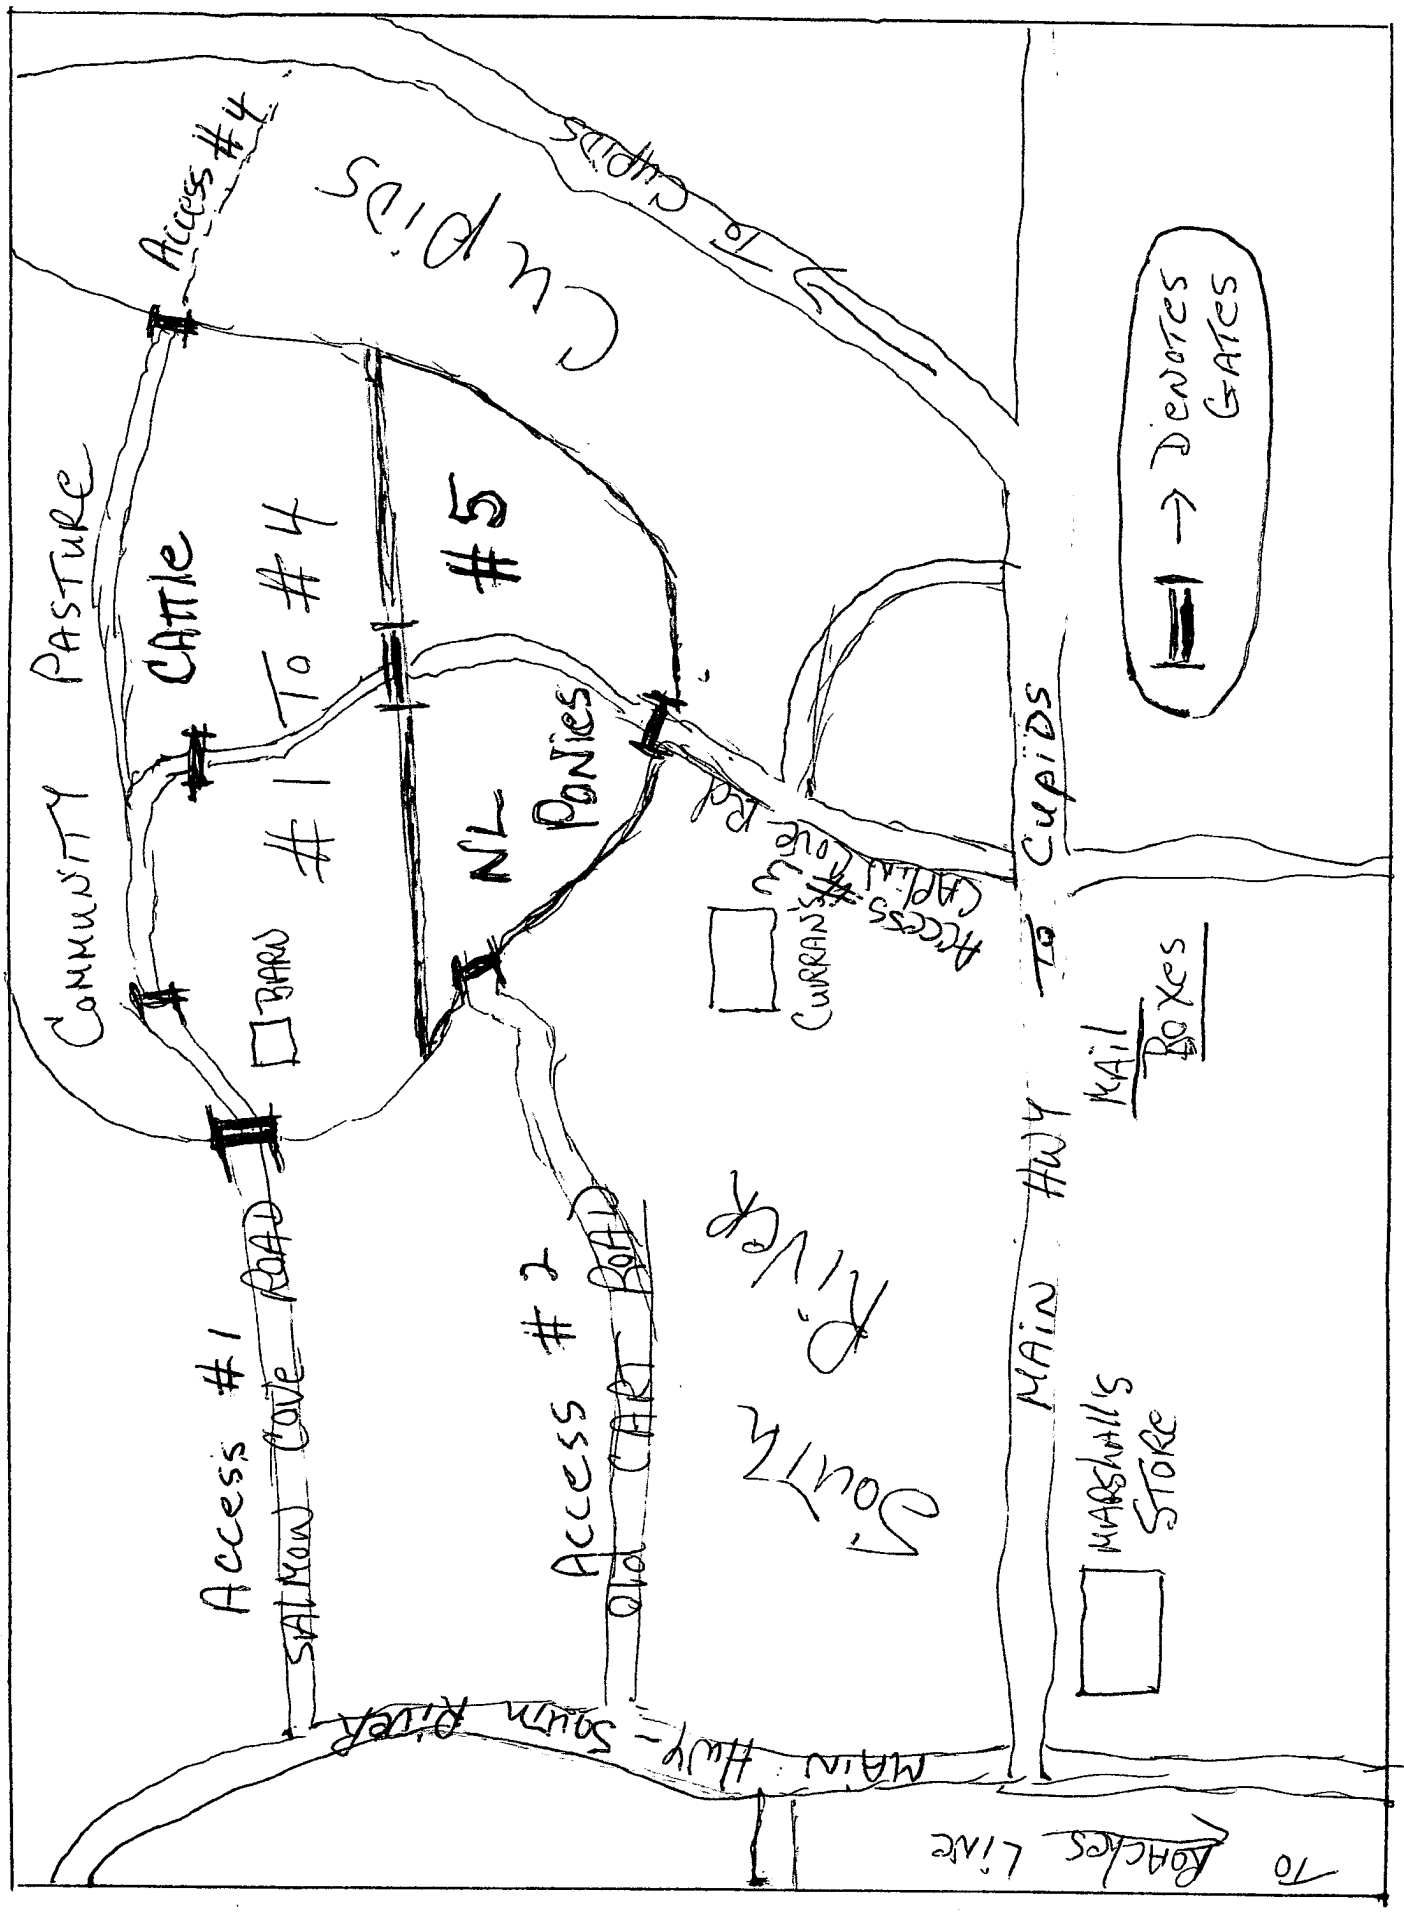 Access #4
Cupids
To Cupids
COMMUNITY PASTURE
CATTle
#1 To #4
BARN
#5
NL
PONies
Access #1
SALMON COVE ROAD
Access #2
Old CART ROAD
CURRANS
Access #3
CAPLIN COVE Rd
SOUTH
RIVER
MAIN HWY To CUPIDS
MAIL
BOXES
MARSHAll'S
STORE
MAIN HWY - SOUTH RIVER
TO ROACHES LINE
→ DENOTES
GATES